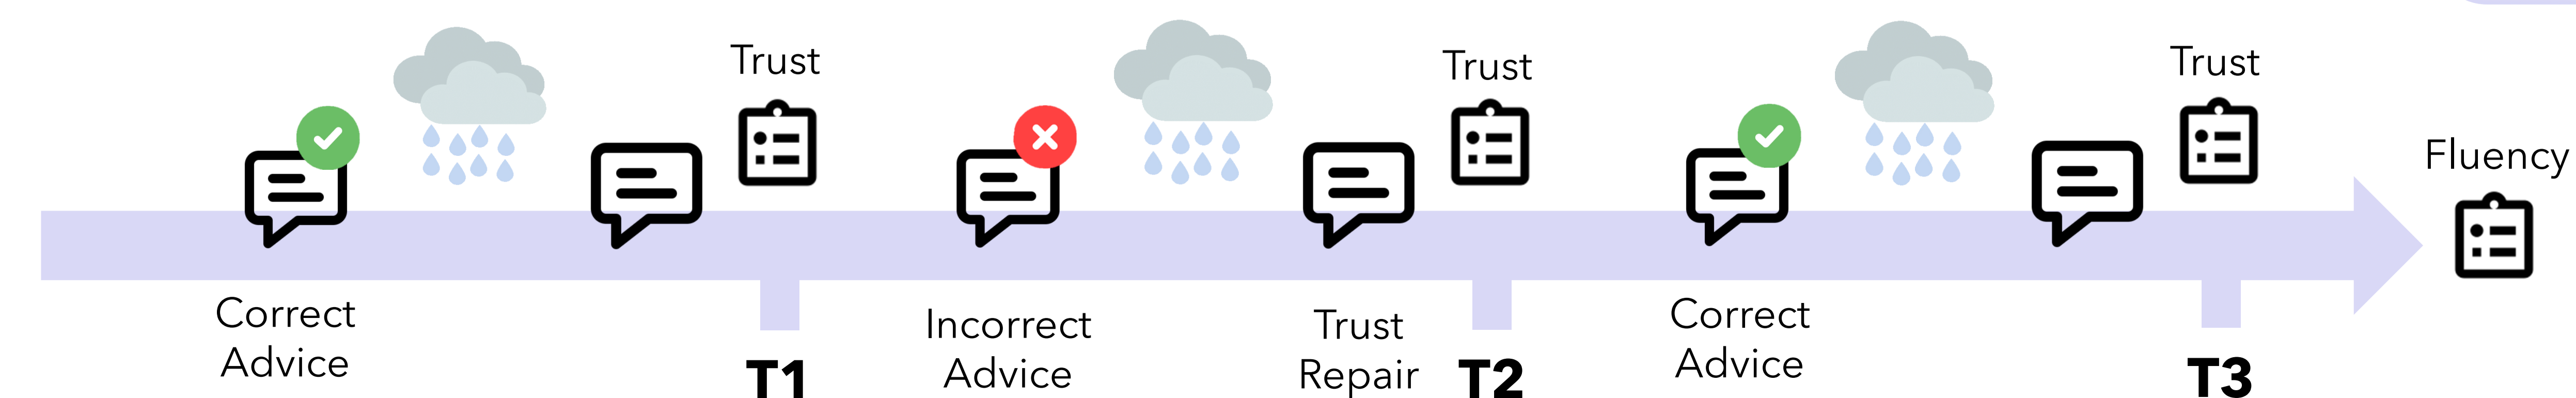 Trust
Trust
Trust
Fluency
Correct
Advice
T1
Incorrect
Advice
Trust
Repair
T2
Correct
Advice
T3